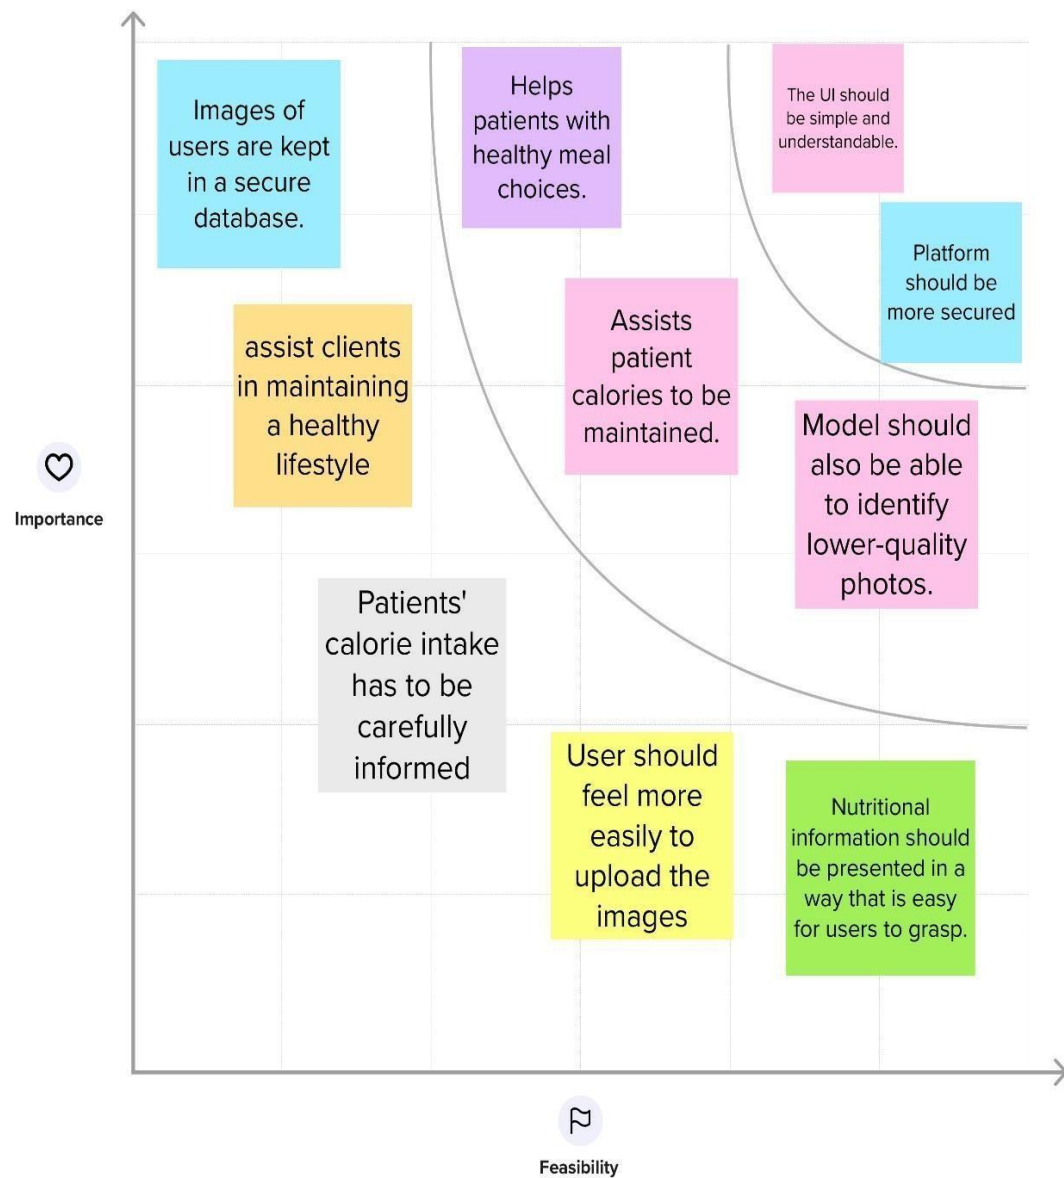 Images of
users are kept
in a secure
database.
Helps
patients with
healthy meal
choices.
The UI should
be simple and
understandable.
Platform
should be
more secured
assist clients
in maintaining
a healthy
lifestyle
Assists
patient
calories to be
maintained.
Model should
also be able
to identify
lower-quality
photos.
Importance
Patients'
calorie intake
has to be
carefully
informed
User should
feel more
easily to
upload the
images
Nutritional
information should
be presented in a
way that is easy
for users to grasp.
Feasibility